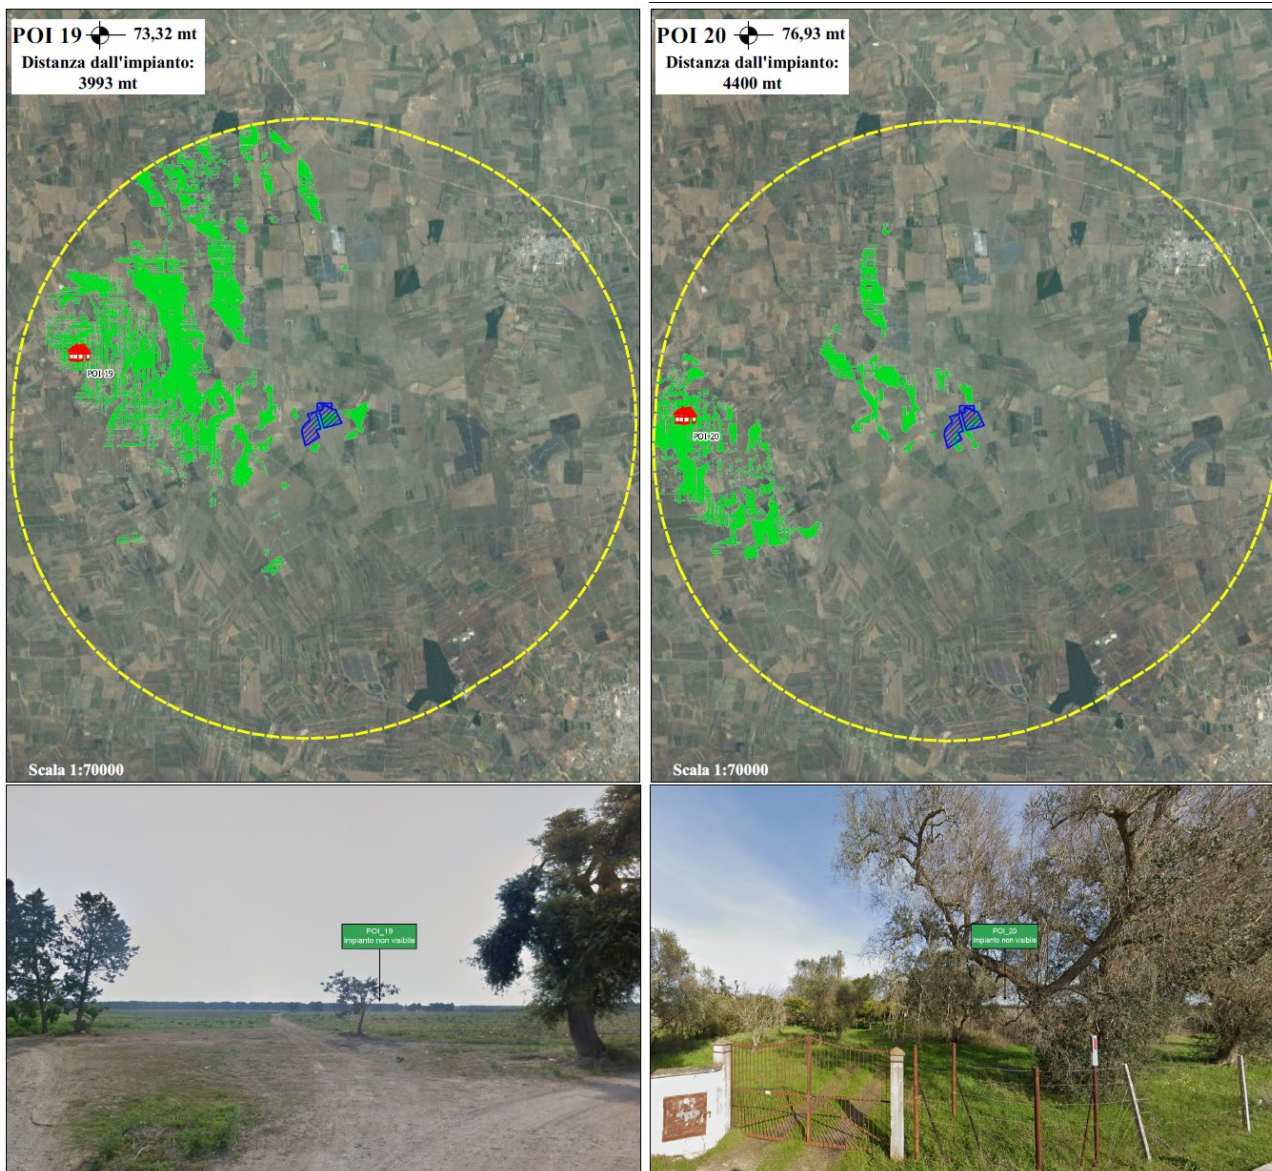 POI 19 73,32 mt
Distanza dall'impianto:
3993 mt
POI 19
Scala 1:70000
POI 20 76,93 mt
Distanza dall'impianto:
4400 mt
POI 20
Scala 1:70000
POI_19
Impianto non visibile
POI_20
Impianto non visibile